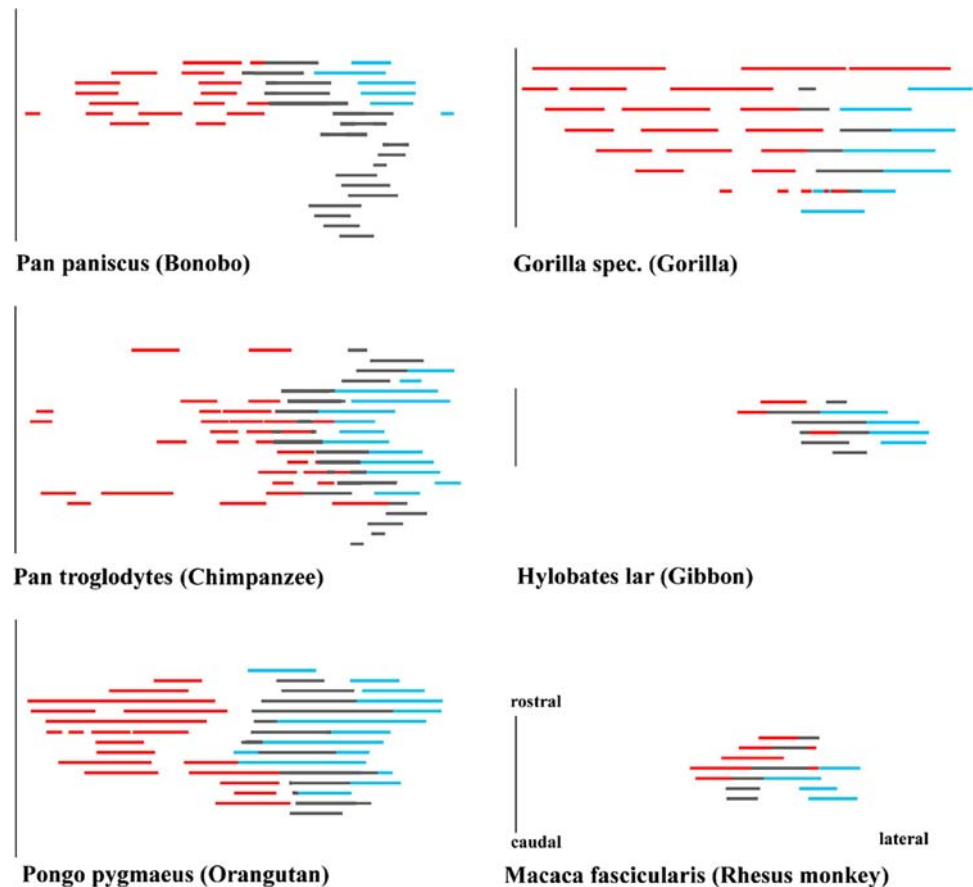 Pan paniscus (Bonobo)
Gorilla spec. (Gorilla)
Pan troglodytes (Chimpanzee)
Hylobates lar (Gibbon)
rostral
caudal
lateral
Pongo pygmaeus (Orangutan)
Macaca fascicularis (Rhesus monkey)